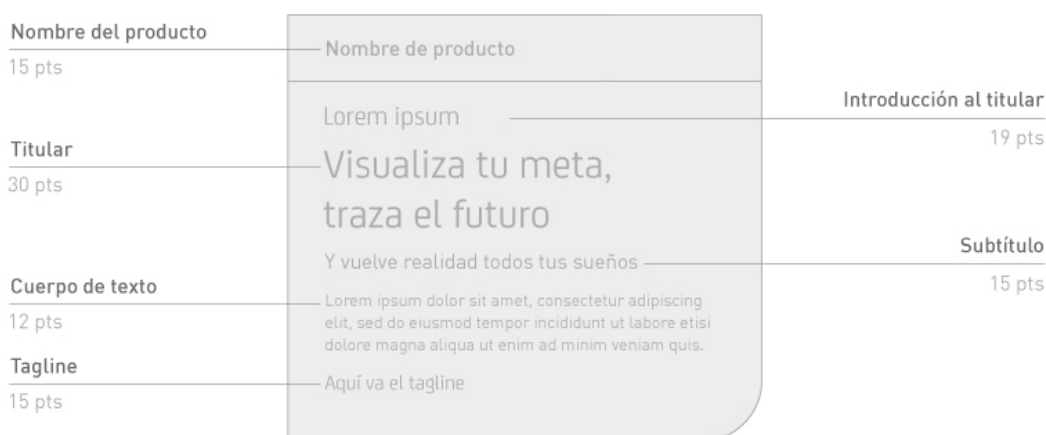 Nombre del producto
15 pts
Titular
30 pts
Cuerpo de texto
12 pts
Tagline
15 pts
Nombre de producto
Lorem ipsum
Visualiza tu meta,
traza el futuro
Y vuelve realidad todos tus sueños
Lorem ipsum dolor sit amet, consectetur adipiscing
elit, sed do eiusmod tempor incididunt ut labore etisi
dolore magna aliqua ut enim ad minim veniam quis.
Aquí va el tagline
Introducción al titular
19 pts
Subtítulo
15 pts